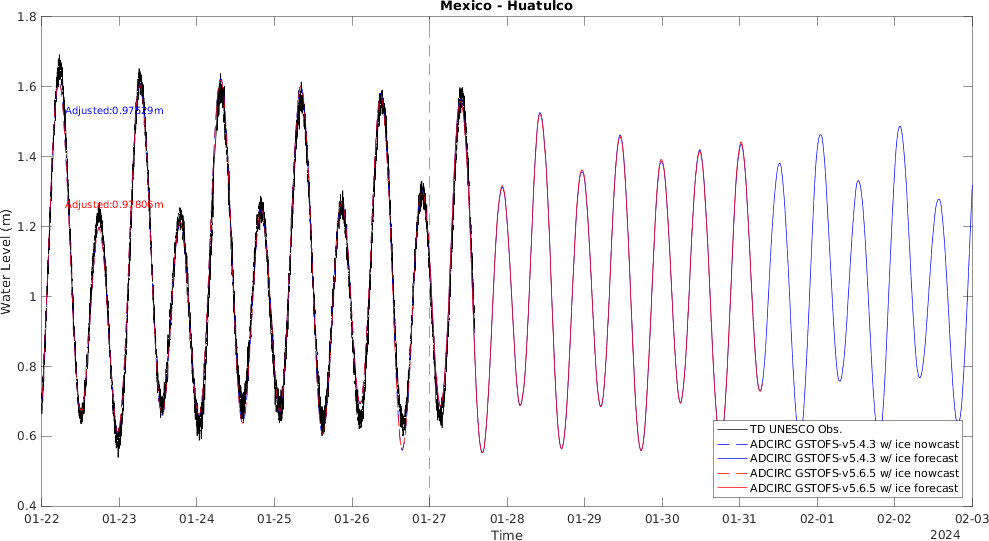 Mexico - Huatulco
1.8
1.6
1.4
1.2
1
0.8
0.6
0.4
Water Level (m)
Adjusted:0.97529m
Adjusted:0.97806m
TD UNESCO Obs.
ADCIRC GSTOFS-v5.4.3 w/ ice nowcast
ADCIRC GSTOFS-v5.4.3 w/ ice forecast
ADCIRC GSTOFS-v5.6.5 w/ ice nowcast
ADCIRC GSTOFS-v5.6.5 w/ ice forecast
01-22 01-23 01-24 01-25 01-26 01-27 01-28 01-29 01-30 01-31 02-01 02-02 02-03
Time
2024